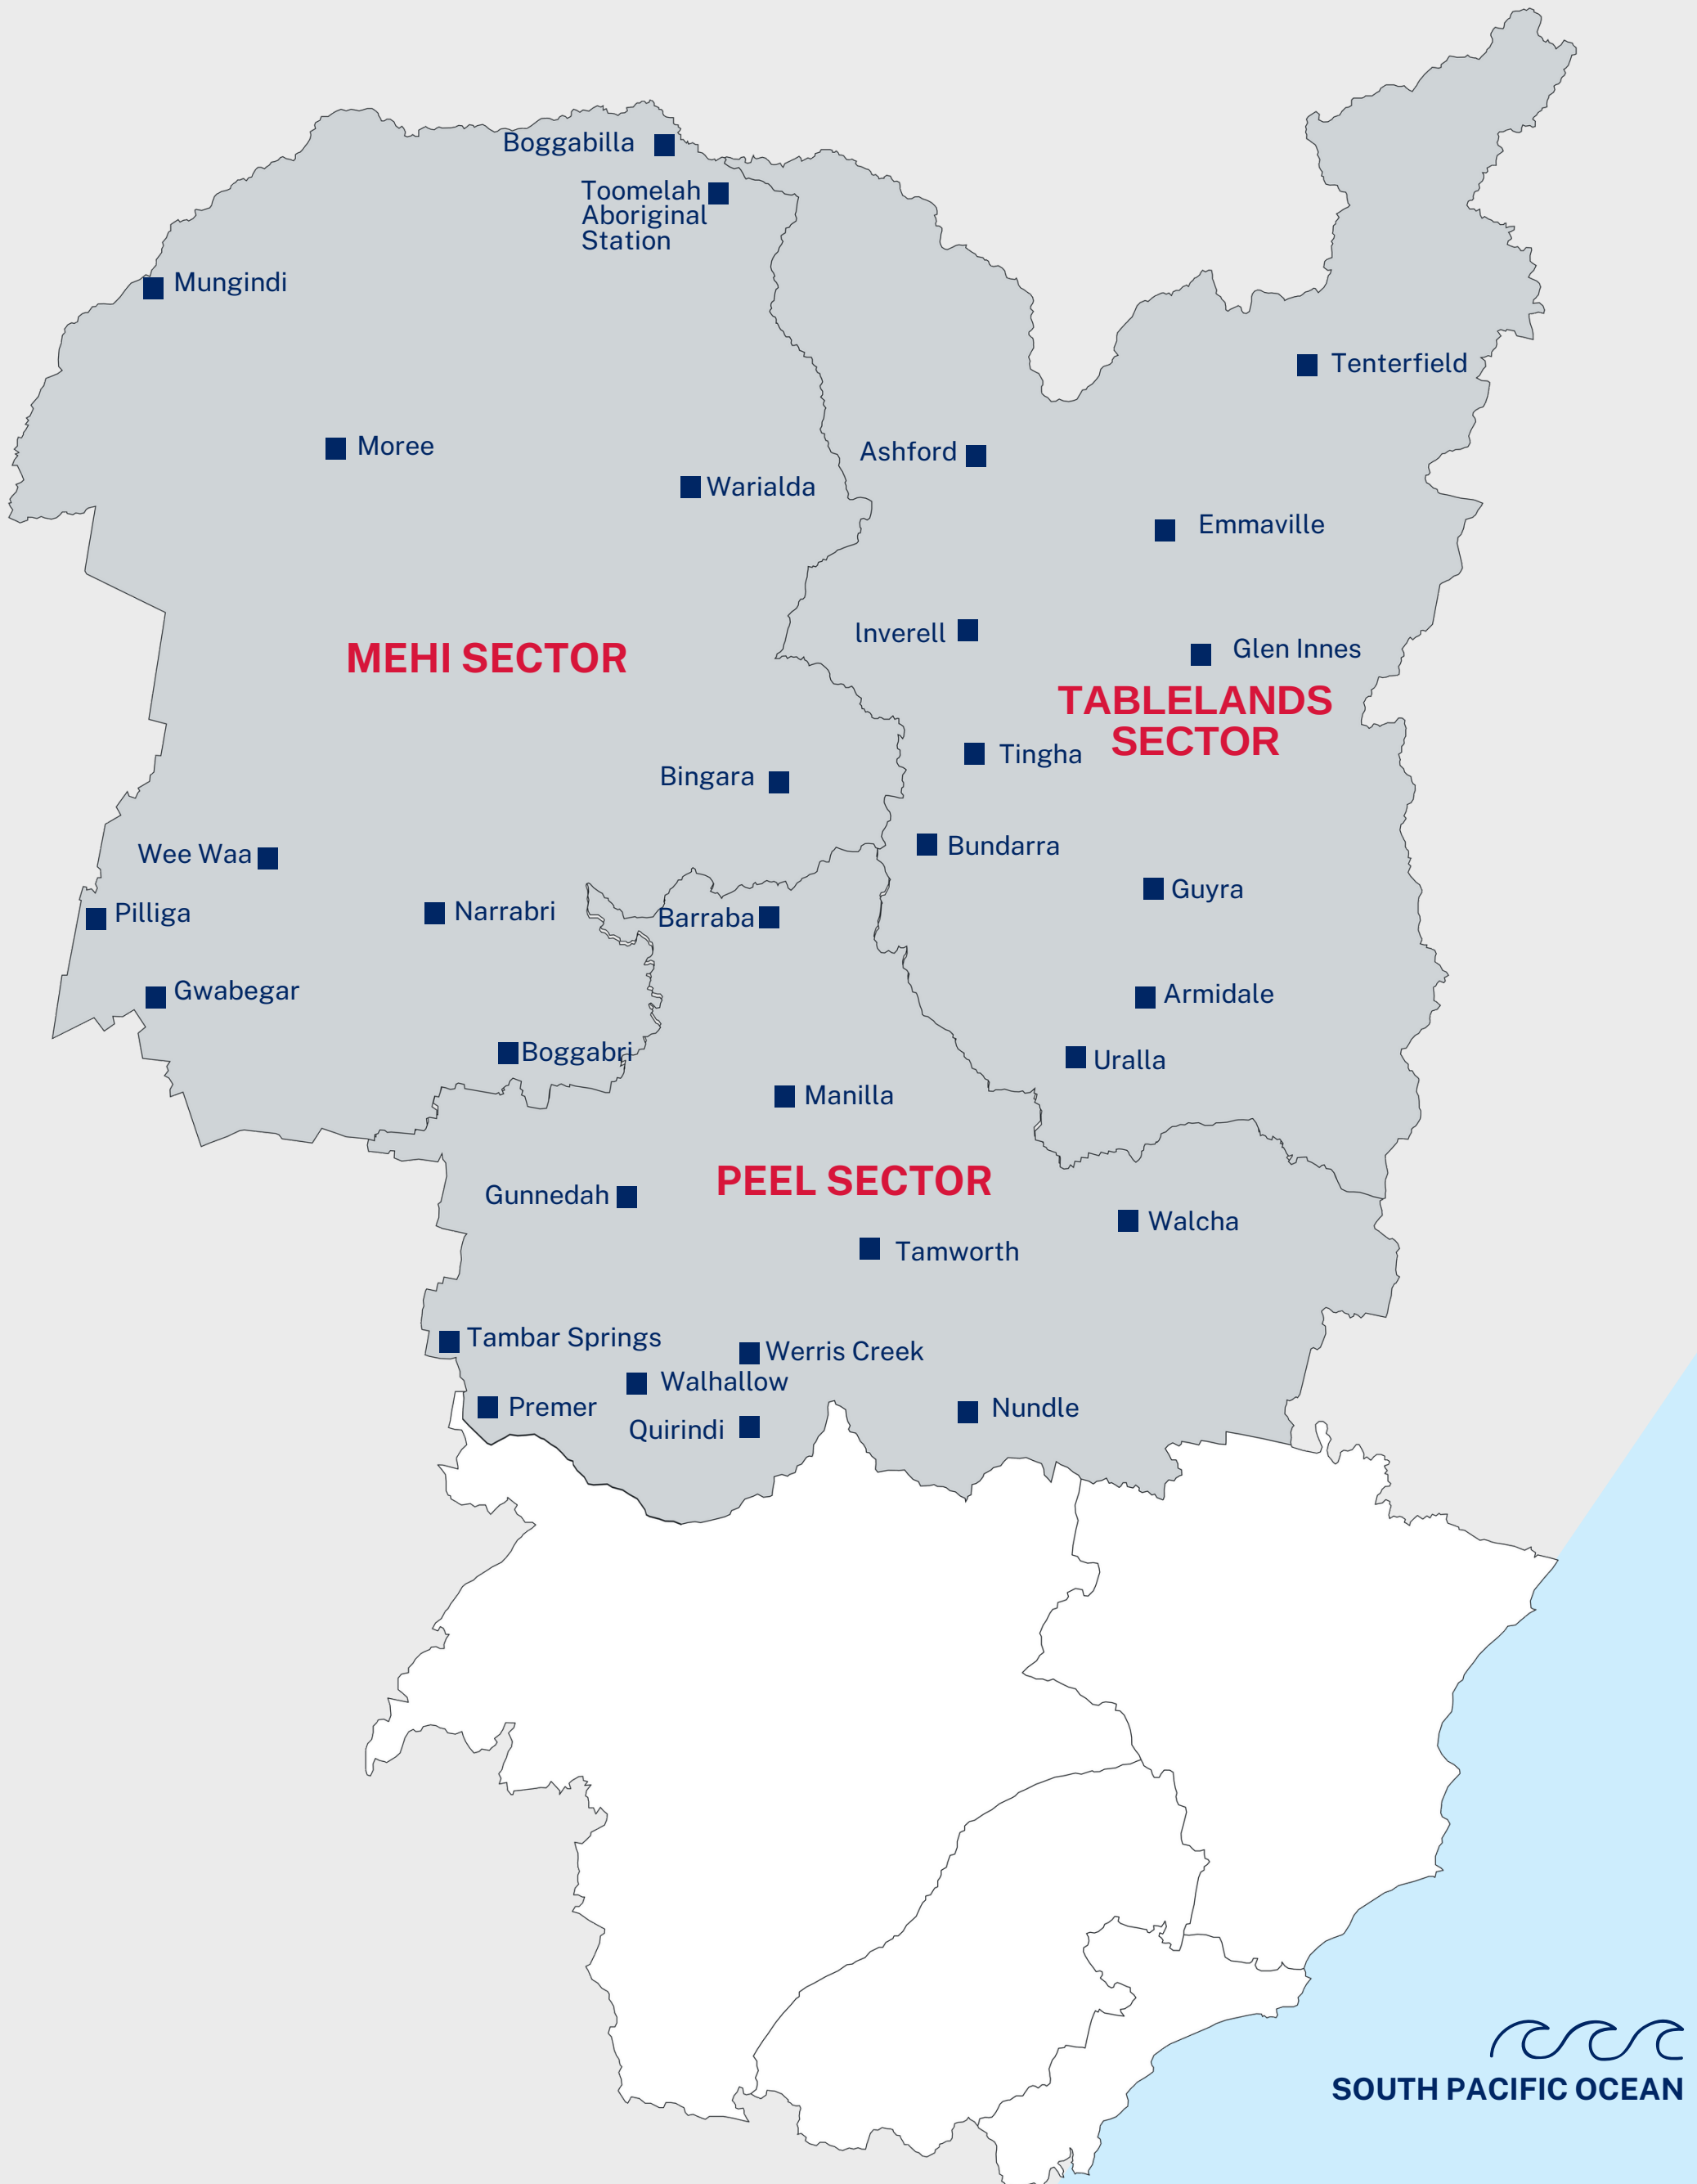 Boggabilla
Toomelah
Aboriginal
Station
Mungindi
Tenterfield
Moree
Ashford
Warialda
Emmaville
Inverell
Glen Innes
MEHI SECTOR
TABLELANDS
SECTOR
Tingha
Bingara
Bundarra
Wee Waa
Guyra
Pilliga
Narrabri
Barraba
Gwabegar
Armidale
Boggabri
Uralla
Manilla
PEEL SECTOR
Gunnedah
Walcha
Tamworth
Tambar Springs
Werris Creek
Walhallow
Premer
Nundle
Quirindi
SOUTH PACIFIC OCEAN